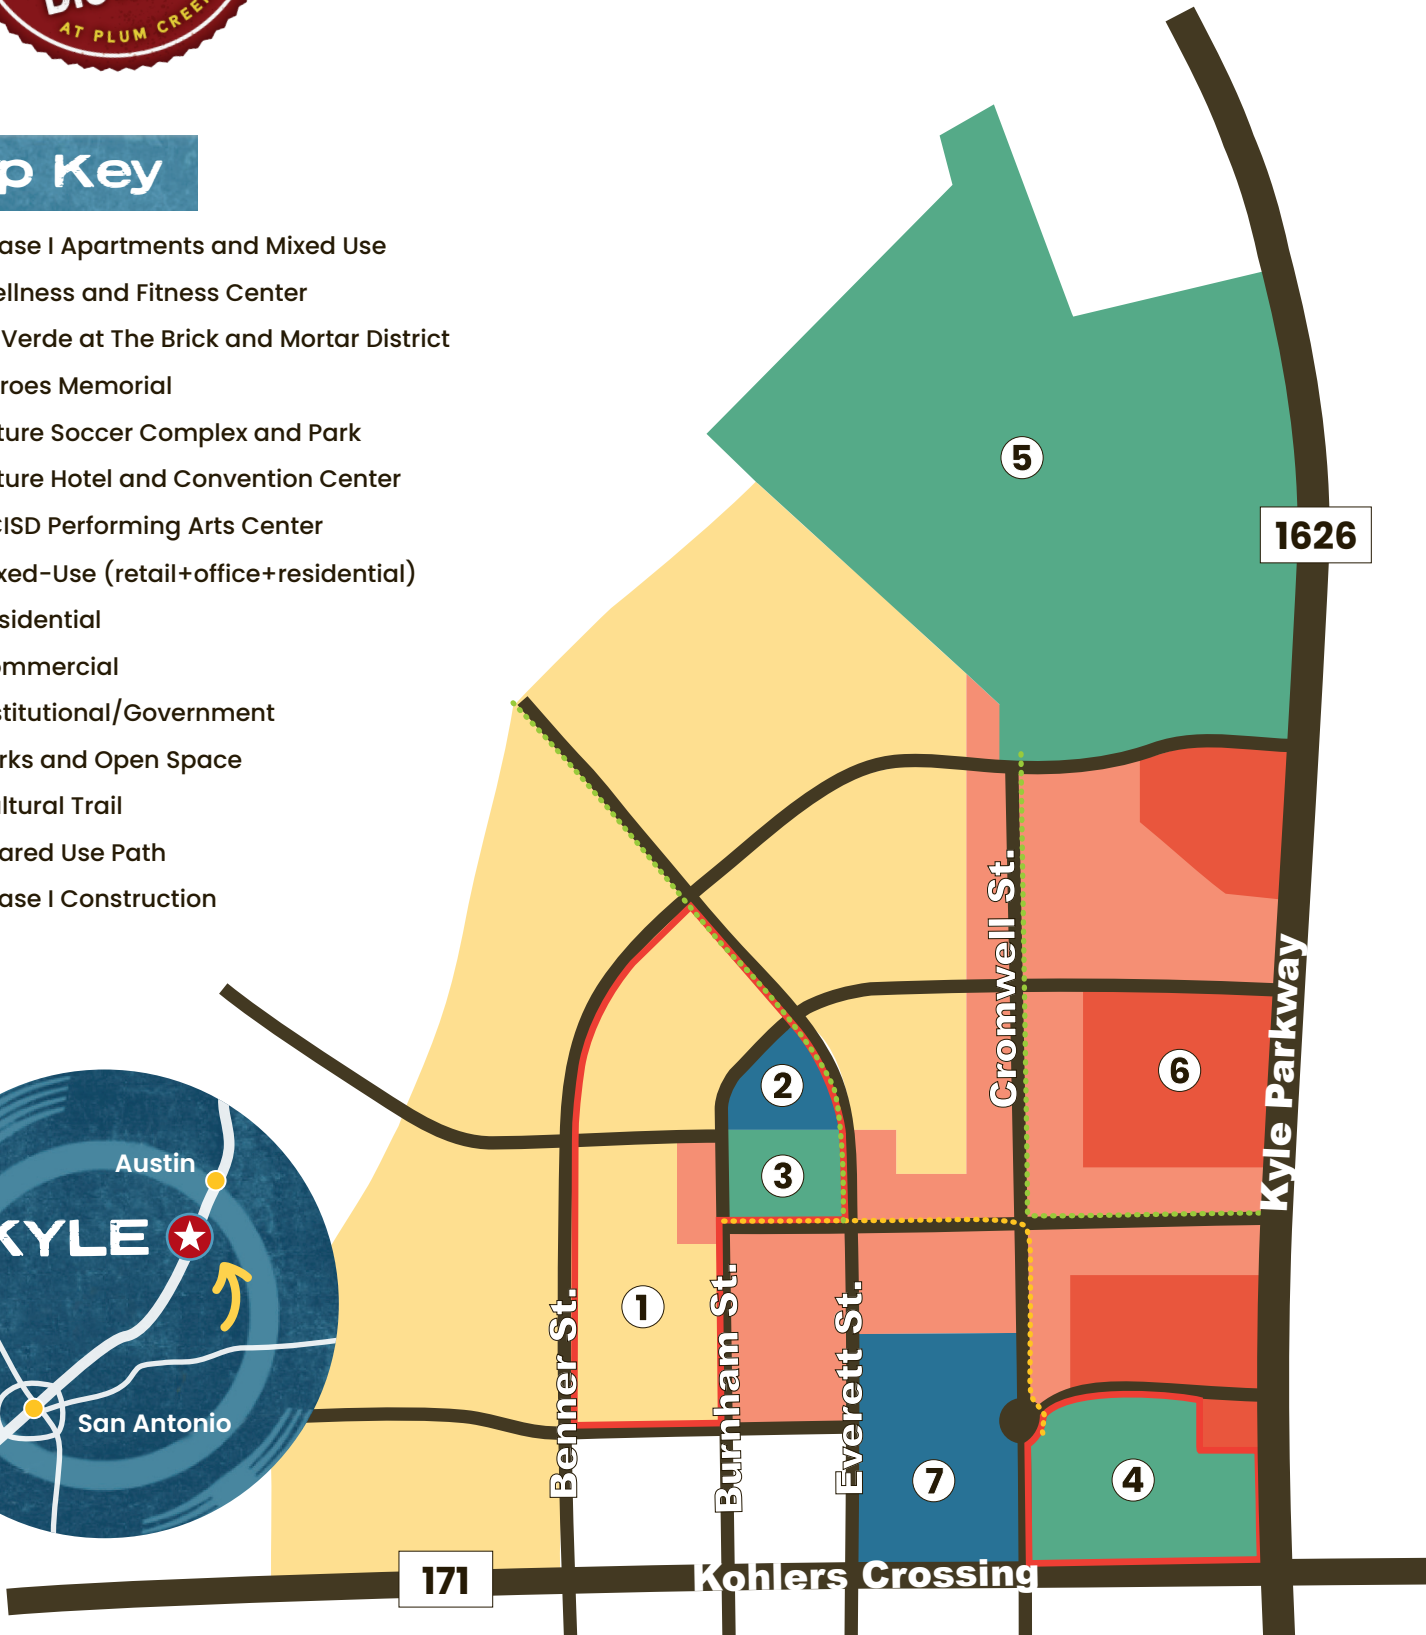 AT PLUM CREE
p Key
ase I Apartments and Mixed Use
ellness and Fitness Center
Verde at The Brick and Mortar District
roes Memorial
ture Soccer Complex and Park
ture Hotel and Convention Center
CISD Performing Arts Center
xed-Use (retail+office+residential)
sidential
ommercial
stitutional/Government
rks and Open Space
ltural Trail
ared Use Path
ase I Construction
5
1626
Cromwell St.
Kyle Parkway
6
2
3
Austin
KYLE
San Antonio
1
Benner St.
Burnham St.
Everett St.
7
4
171
Kohlers Crossing